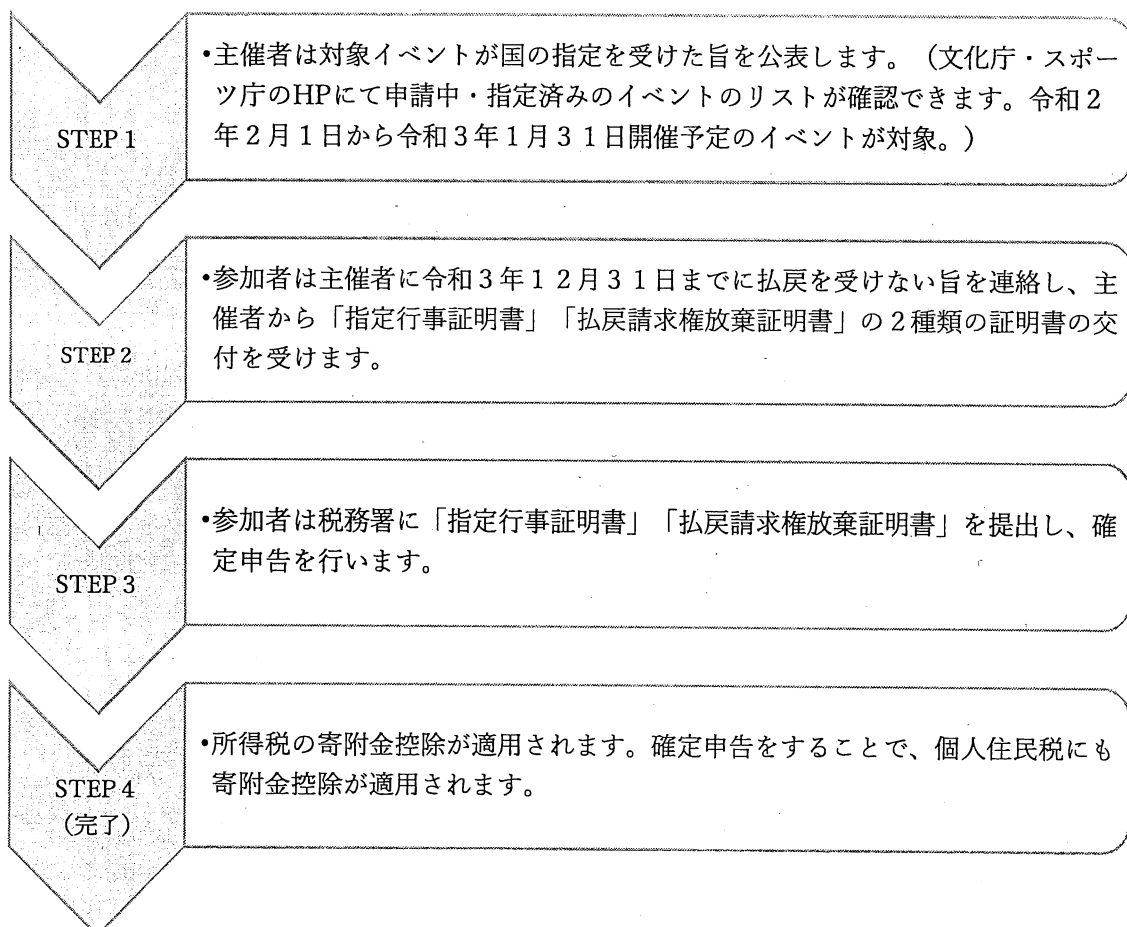 STEP 1
•主催者は対象イベントが国の指定を受けた旨を公表します。（文化庁・スポー
ツ庁のHPにて申請中・指定済みのイベントのリストが確認できます。令和２
年２月１日から令和３年１月３１日開催予定のイベントが対象。）
STEP 2
•参加者は主催者に令和３年１２月３１日までに払戻を受けない旨を連絡し、主
催者から「指定行事証明書」「払戻請求権放棄証明書」の２種類の証明書の交
付を受けます。
STEP 3
•参加者は税務署に「指定行事証明書」「払戻請求権放棄証明書」を提出し、確
定申告を行います。
STEP 4
（完了）
•所得税の寄附金控除が適用されます。確定申告をすることで、個人住民税にも
寄附金控除が適用されます。